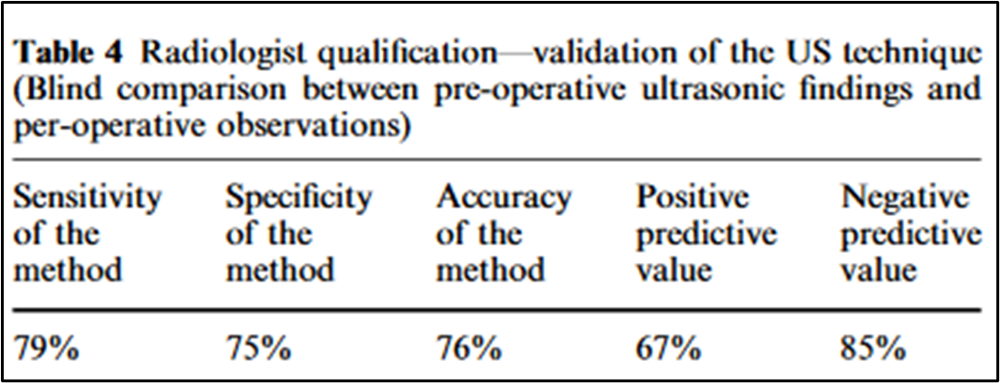 Table 4 Radiologist qualification—validation of the US technique
(Blind comparison between pre-operative ultrasonic findings and
per-operative observations)
Sensitivity Specificity Accuracy Positive Negative
of the of the of the predictive predictive
method method method value value
79% 75% 76% 67% 85%